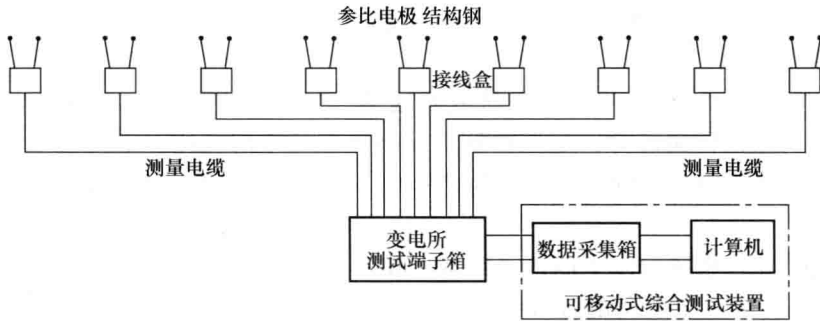 参比电极 结构钢
接线盒
测量电缆
测量电缆
变电所
测试端子箱
数据采集箱
计算机
可移动式综合测试装置